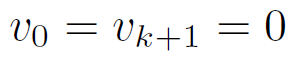 $v_0 = v_{k+1} = 0$